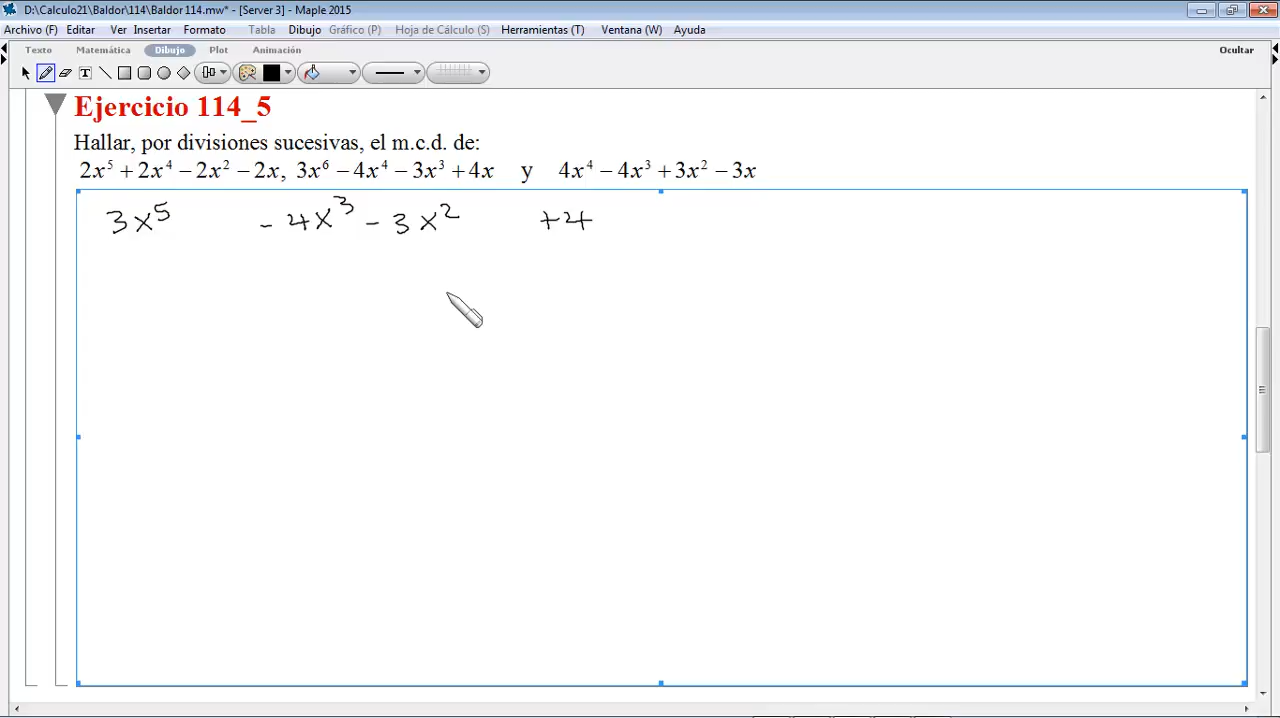 D:\Calculo21\Baldor\114\Baldor 114.mw* - [Server 3] - Maple 2015
Archivo (F) Editar Ver Insertar Formato Tabla Dibujo Gráfico (P) Hoja de Cálculo (S) Herramientas (T) Ventana (W) Ayuda
Texto Matemática Dibujo Plot Animación Ocultar
Ejercicio 114_5
Hallar, por divisiones sucesivas, el m.c.d. de:
2x⁵ + 2x⁴ − 2x² − 2x, 3x⁶ − 4x⁴ − 3x³ + 4x y 4x⁴ − 4x³ + 3x² − 3x
3x⁵ - 4x³ - 3x² +4